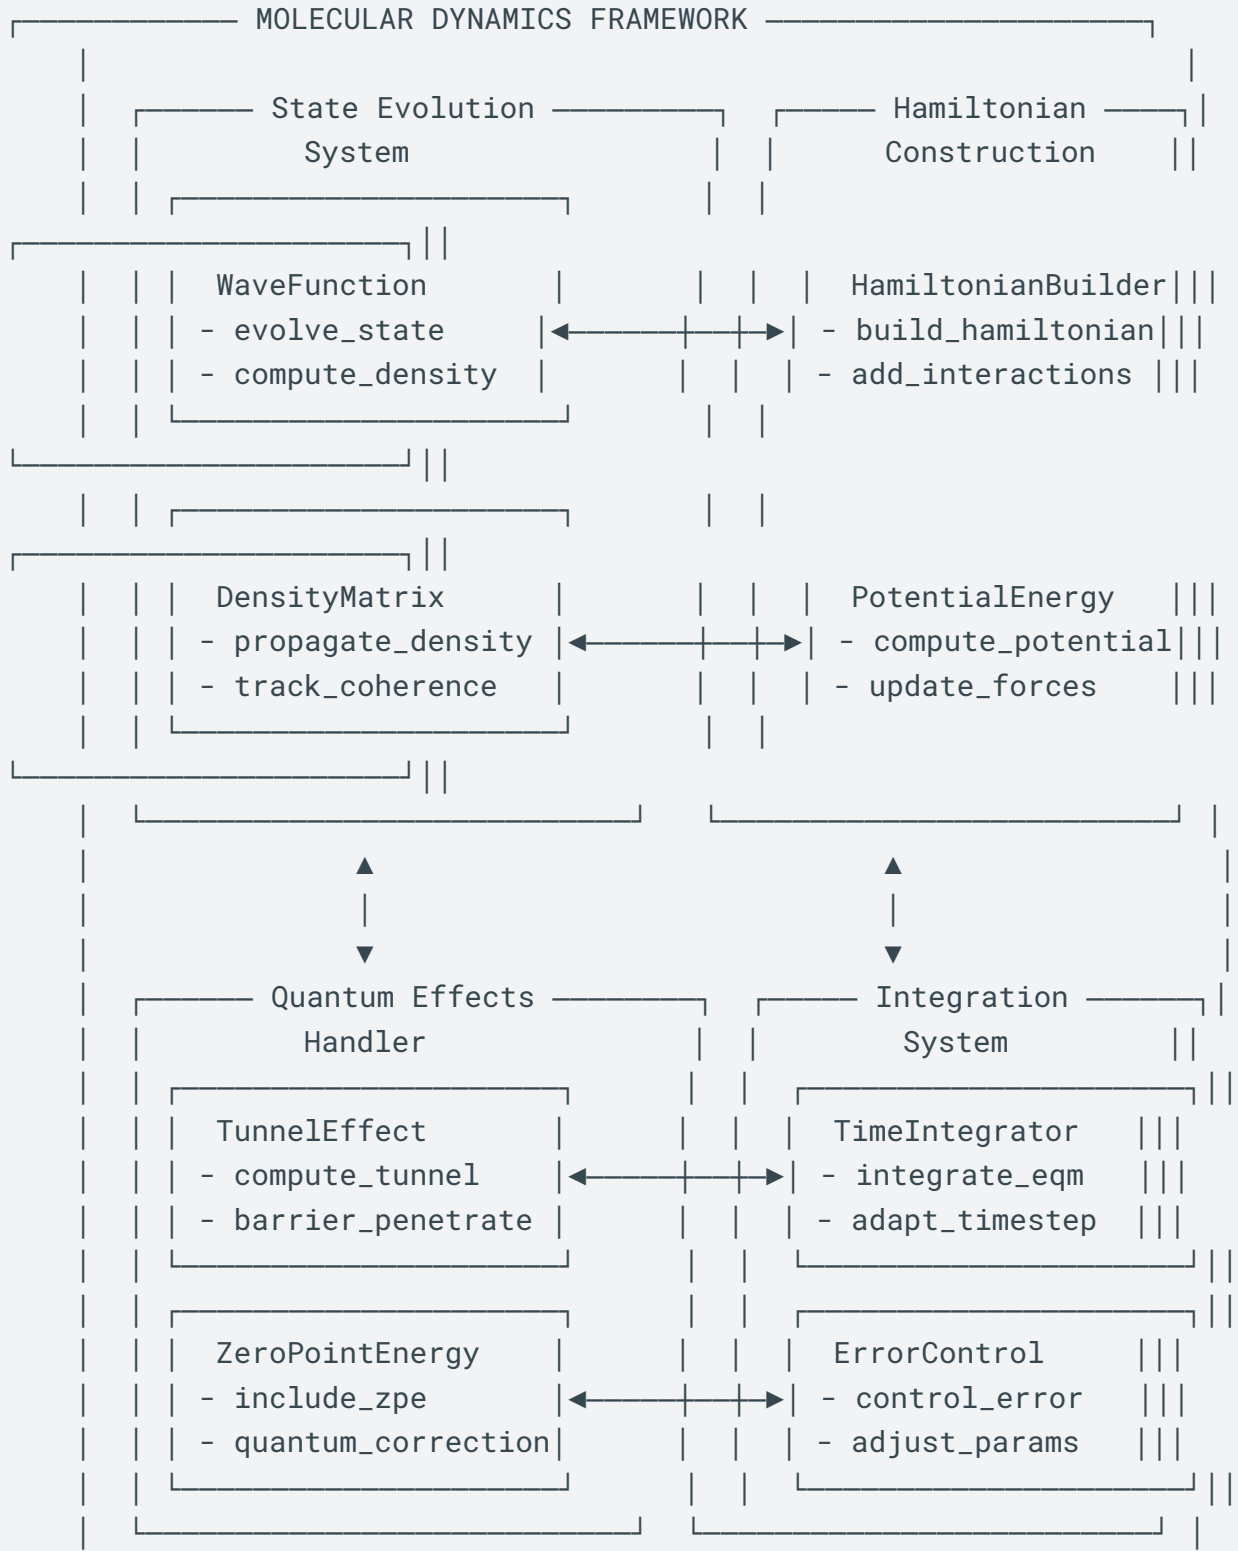 MOLECULAR DYNAMICS FRAMEWORK
State Evolution Hamiltonian
System Construction
WaveFunction HamiltonianBuilder
- evolve_state - build_hamiltonian
- compute_density - add_interactions
DensityMatrix PotentialEnergy
- propagate_density - compute_potential
- track_coherence - update_forces
Quantum Effects Integration
Handler System
TunnelEffect TimeIntegrator
- compute_tunnel - integrate_eqm
- barrier_penetrate - adapt_timestep
ZeroPointEnergy ErrorControl
- include_zpe - control_error
- quantum_correction - adjust_params